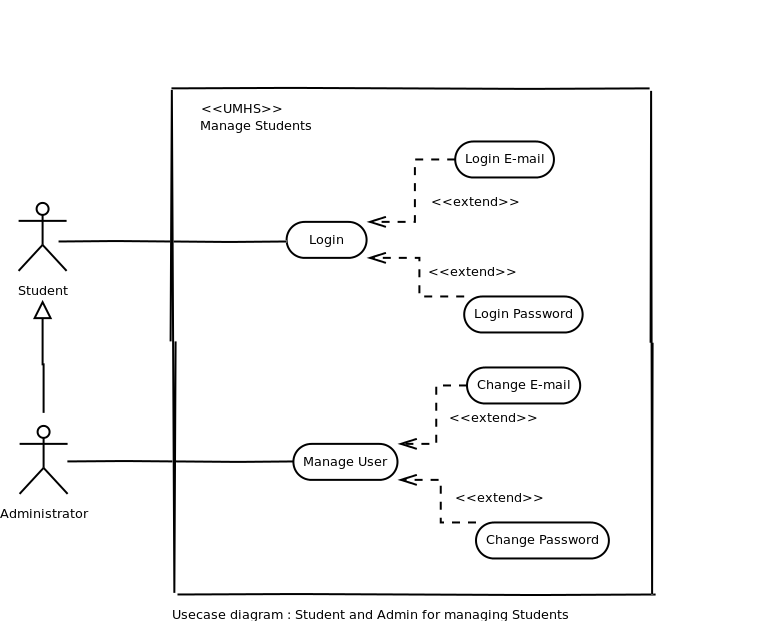 <<UMHS>>
Manage Students
Login E-mail
<<extend>>
Login
<<extend>>
Student
Login Password
Change E-mail
<<extend>>
Manage User
<<extend>>
Administrator
Change Password
Usecase diagram : Student and Admin for managing Students